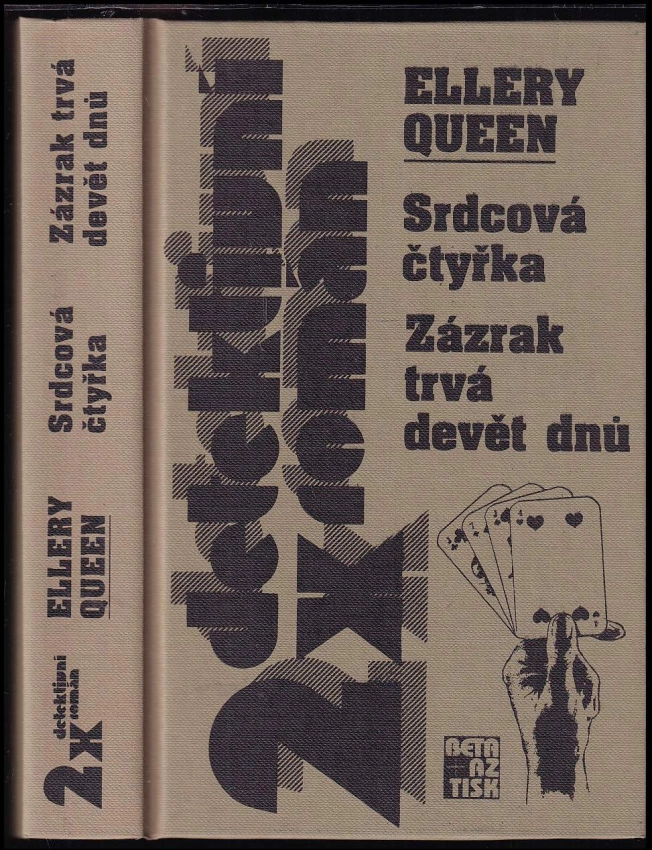 Zázrak trvá
devět dnů
Srdcová
čtyřka
ELLERY
QUEEN
detektivní
román
2x
2x
detektivní
román
ELLERY
QUEEN
Srdcová
čtyřka
Zázrak
trvá
devět dnů
4
BETA
AZ
TISK